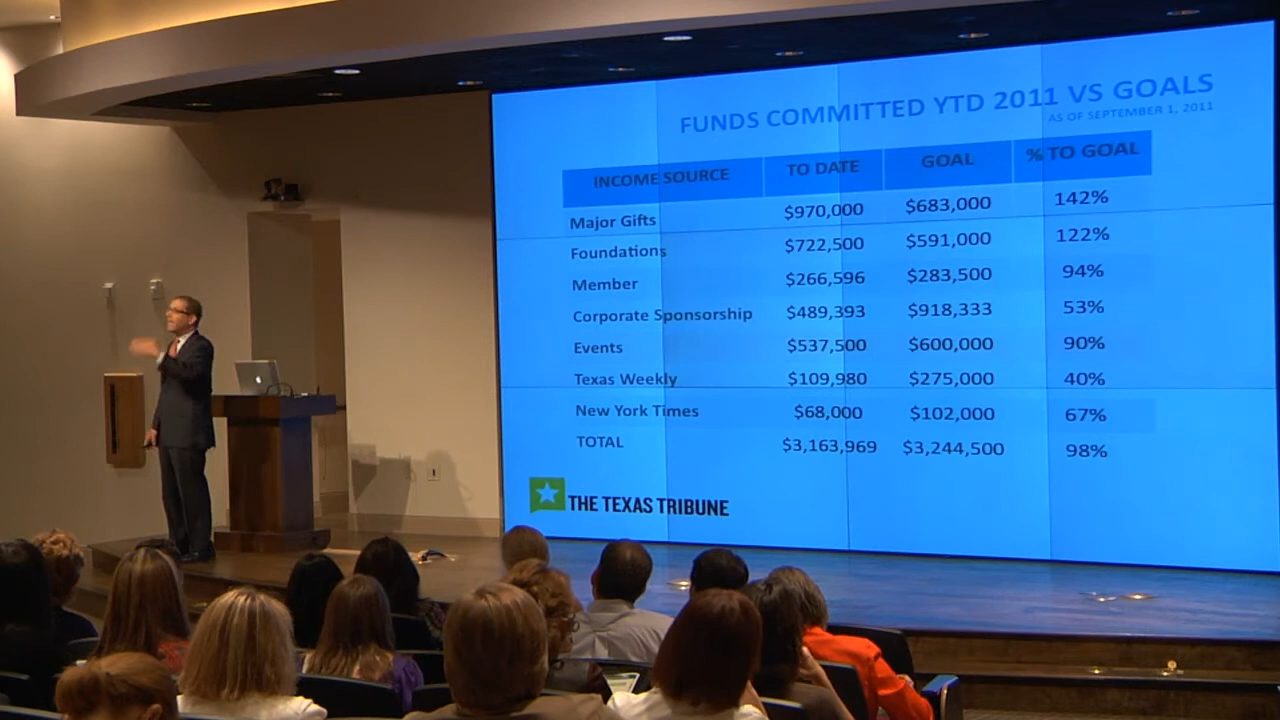 FUNDS COMMITTED YTD 2011 VS GOALS
AS OF SEPTEMBER 1, 2011
INCOME SOURCE TO DATE GOAL % TO GOAL
Major Gifts $970,000 $683,000 142%
Foundations $722,500 $591,000 122%
Member $266,596 $283,500 94%
Corporate Sponsorship $489,393 $918,333 53%
Events $537,500 $600,000 90%
Texas Weekly $109,980 $275,000 40%
New York Times $68,000 $102,000 67%
TOTAL $3,163,969 $3,244,500 98%
THE TEXAS TRIBUNE